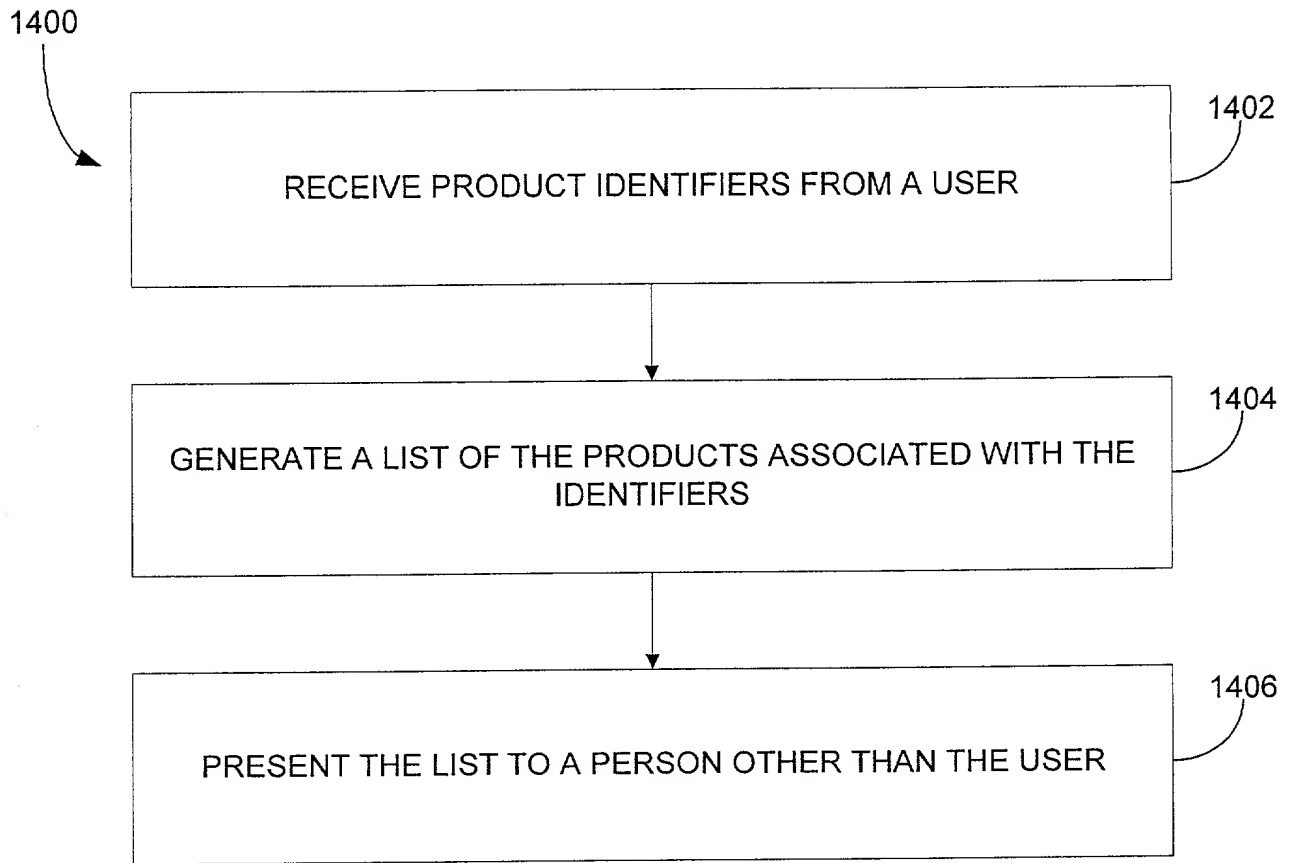 1400
1402
RECEIVE PRODUCT IDENTIFIERS FROM A USER
1404
GENERATE A LIST OF THE PRODUCTS ASSOCIATED WITH THE
IDENTIFIERS
1406
PRESENT THE LIST TO A PERSON OTHER THAN THE USER